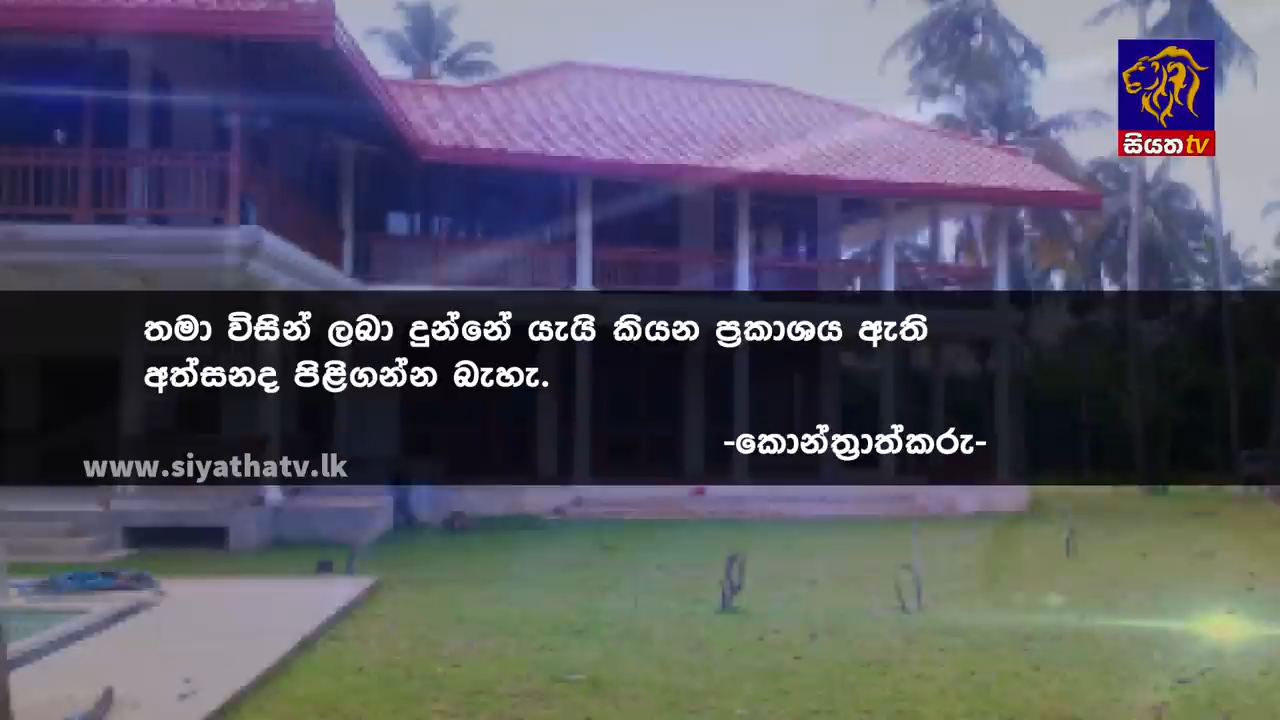 සියත tv
තමා විසින් ලබා දුන්නේ යැයි කියන ප්‍රකාශය ඇති
අත්සනද පිළිගන්න බැහැ.
-කොන්ත්‍රාත්කරු-
www.siyathatv.lk